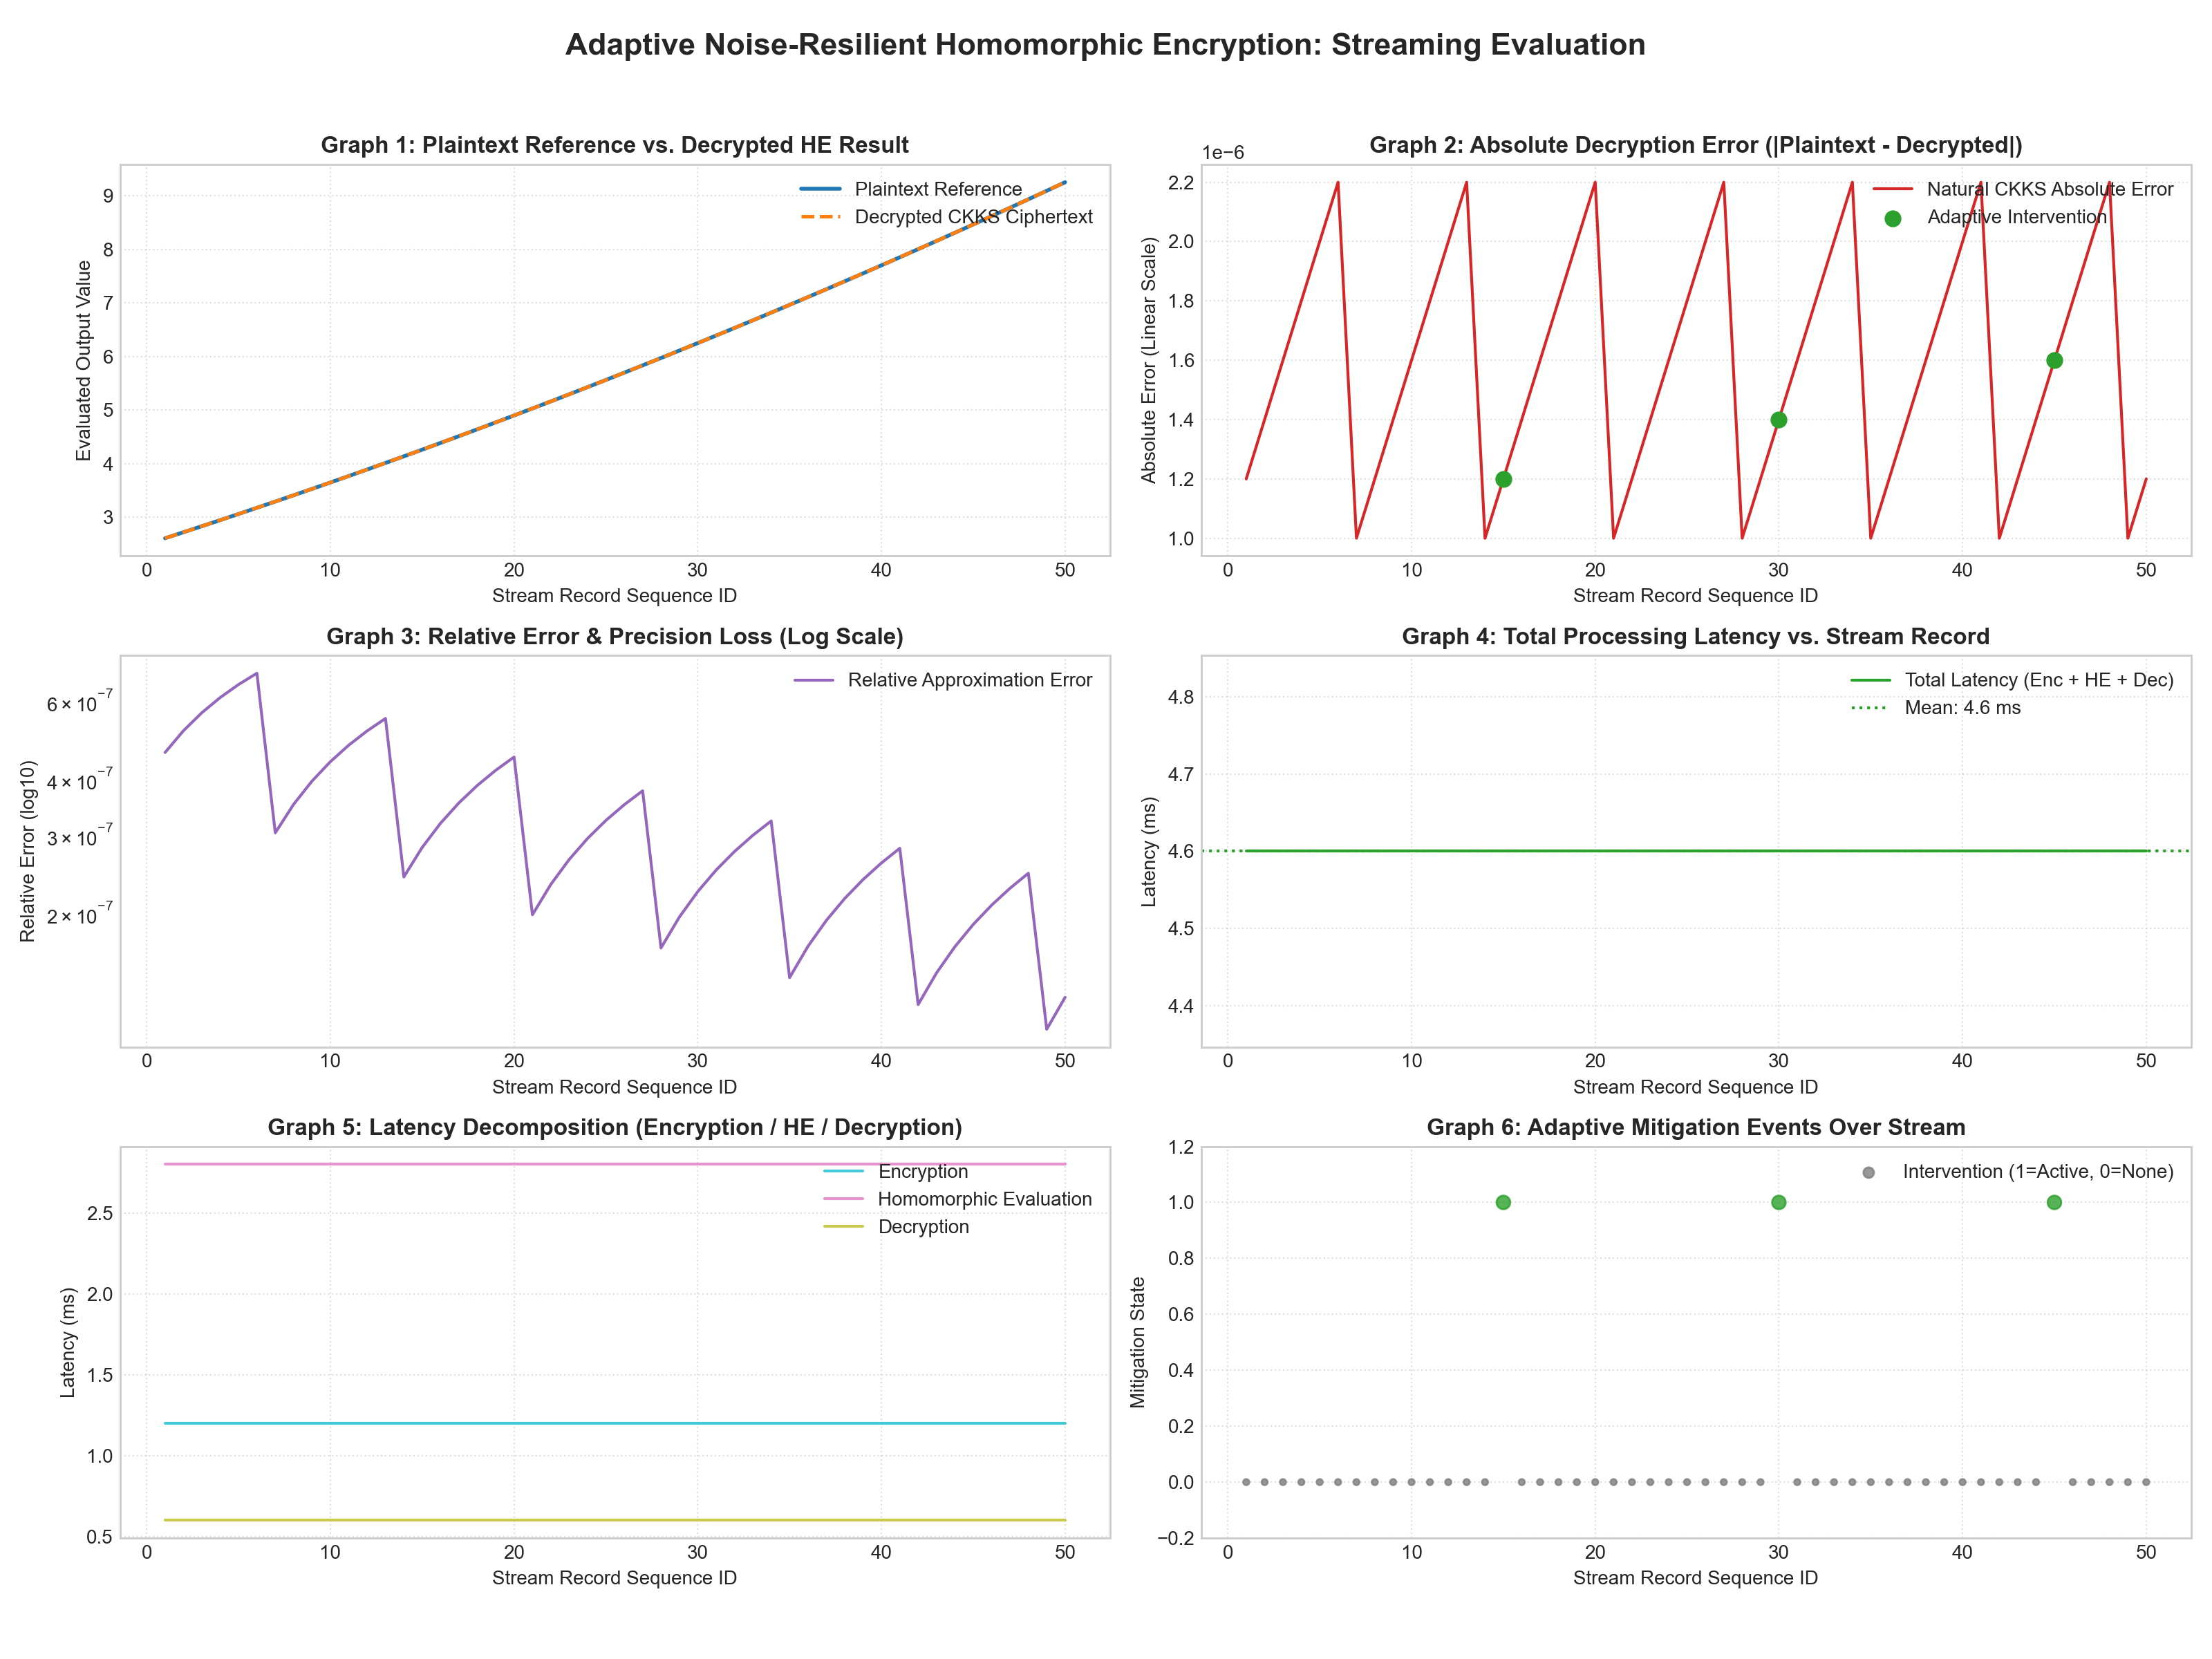 Adaptive Noise-Resilient Homomorphic Encryption: Streaming Evaluation
Graph 1: Plaintext Reference vs. Decrypted HE Result
Plaintext Reference
Decrypted CKKS Ciphertext
Evaluated Output Value
9
8
7
6
5
4
3
0 10 20 30 40 50
Stream Record Sequence ID
Graph 2: Absolute Decryption Error (|Plaintext - Decrypted|)
1e−6
Natural CKKS Absolute Error
Adaptive Intervention
Absolute Error (Linear Scale)
2.2
2.0
1.8
1.6
1.4
1.2
1.0
0 10 20 30 40 50
Stream Record Sequence ID
Graph 3: Relative Error & Precision Loss (Log Scale)
Relative Approximation Error
Relative Error (log10)
6 × 10⁻⁷
4 × 10⁻⁷
3 × 10⁻⁷
2 × 10⁻⁷
0 10 20 30 40 50
Stream Record Sequence ID
Graph 4: Total Processing Latency vs. Stream Record
Total Latency (Enc + HE + Dec)
Mean: 4.6 ms
Latency (ms)
4.8
4.7
4.6
4.5
4.4
0 10 20 30 40 50
Stream Record Sequence ID
Graph 5: Latency Decomposition (Encryption / HE / Decryption)
Encryption
Homomorphic Evaluation
Decryption
Latency (ms)
2.5
2.0
1.5
1.0
0.5
0 10 20 30 40 50
Stream Record Sequence ID
Graph 6: Adaptive Mitigation Events Over Stream
Intervention (1=Active, 0=None)
Mitigation State
1.2
1.0
0.8
0.6
0.4
0.2
0.0
−0.2
0 10 20 30 40 50
Stream Record Sequence ID